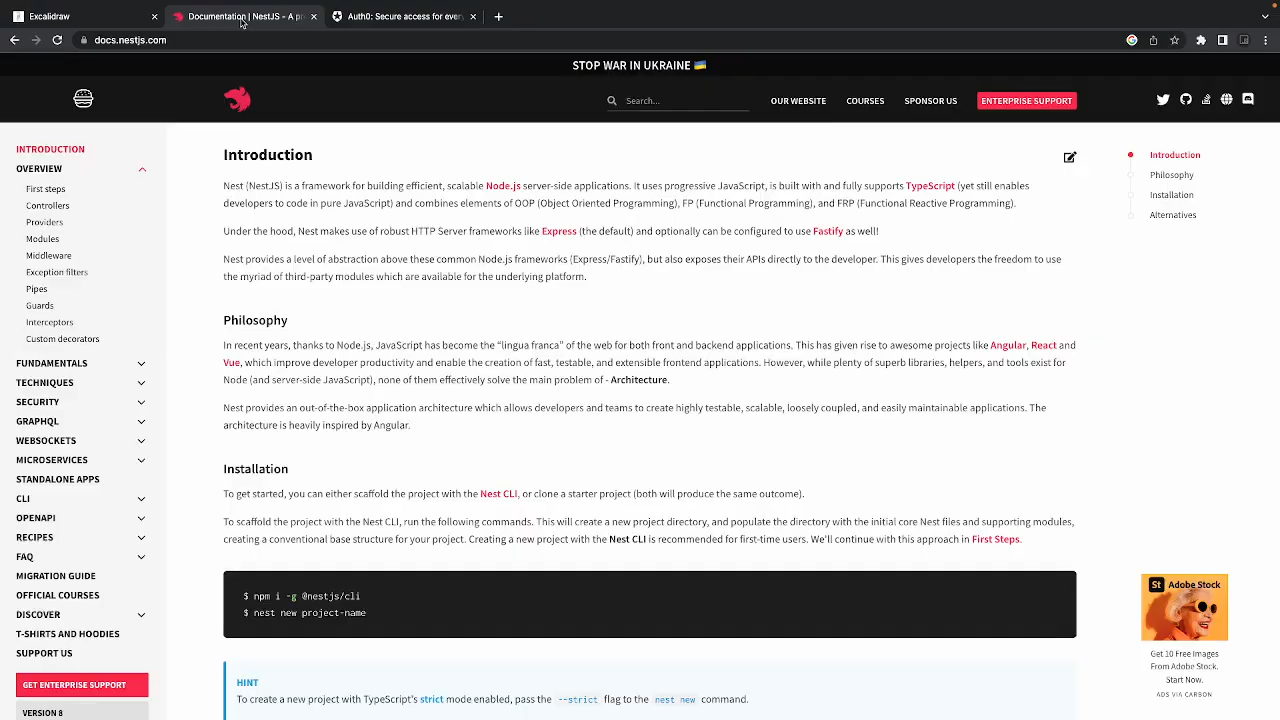 Excalidraw
Documentation | NestJS - A pr
Auth0: Secure access for every
docs.nestjs.com
STOP WAR IN UKRAINE 🇺🇦
Search...
OUR WEBSITE
COURSES
SPONSOR US
ENTERPRISE SUPPORT
INTRODUCTION
OVERVIEW
First steps
Controllers
Providers
Modules
Middleware
Exception filters
Pipes
Guards
Interceptors
Custom decorators
FUNDAMENTALS
TECHNIQUES
SECURITY
GRAPHQL
WEBSOCKETS
MICROSERVICES
STANDALONE APPS
CLI
OPENAPI
RECIPES
FAQ
MIGRATION GUIDE
OFFICIAL COURSES
DISCOVER
T-SHIRTS AND HOODIES
SUPPORT US
GET ENTERPRISE SUPPORT
VERSION 8
Introduction
Nest (NestJS) is a framework for building efficient, scalable Node.js server-side applications. It uses progressive JavaScript, is built with and fully supports TypeScript (yet still enables
developers to code in pure JavaScript) and combines elements of OOP (Object Oriented Programming), FP (Functional Programming), and FRP (Functional Reactive Programming).
Under the hood, Nest makes use of robust HTTP Server frameworks like Express (the default) and optionally can be configured to use Fastify as well!
Nest provides a level of abstraction above these common Node.js frameworks (Express/Fastify), but also exposes their APIs directly to the developer. This gives developers the freedom to use
the myriad of third-party modules which are available for the underlying platform.
Philosophy
In recent years, thanks to Node.js, JavaScript has become the “lingua franca” of the web for both front and backend applications. This has given rise to awesome projects like Angular, React and
Vue, which improve developer productivity and enable the creation of fast, testable, and extensible frontend applications. However, while plenty of superb libraries, helpers, and tools exist for
Node (and server-side JavaScript), none of them effectively solve the main problem of - Architecture.
Nest provides an out-of-the-box application architecture which allows developers and teams to create highly testable, scalable, loosely coupled, and easily maintainable applications. The
architecture is heavily inspired by Angular.
Installation
To get started, you can either scaffold the project with the Nest CLI, or clone a starter project (both will produce the same outcome).
To scaffold the project with the Nest CLI, run the following commands. This will create a new project directory, and populate the directory with the initial core Nest files and supporting modules,
creating a conventional base structure for your project. Creating a new project with the Nest CLI is recommended for first-time users. We'll continue with this approach in First Steps.
$ npm i -g @nestjs/cli
$ nest new project-name
HINT
To create a new project with TypeScript's strict mode enabled, pass the --strict flag to the nest new command.
Introduction
Philosophy
Installation
Alternatives
St Adobe Stock
Get 10 Free Images
From Adobe Stock.
Start Now.
ADS VIA CARBON